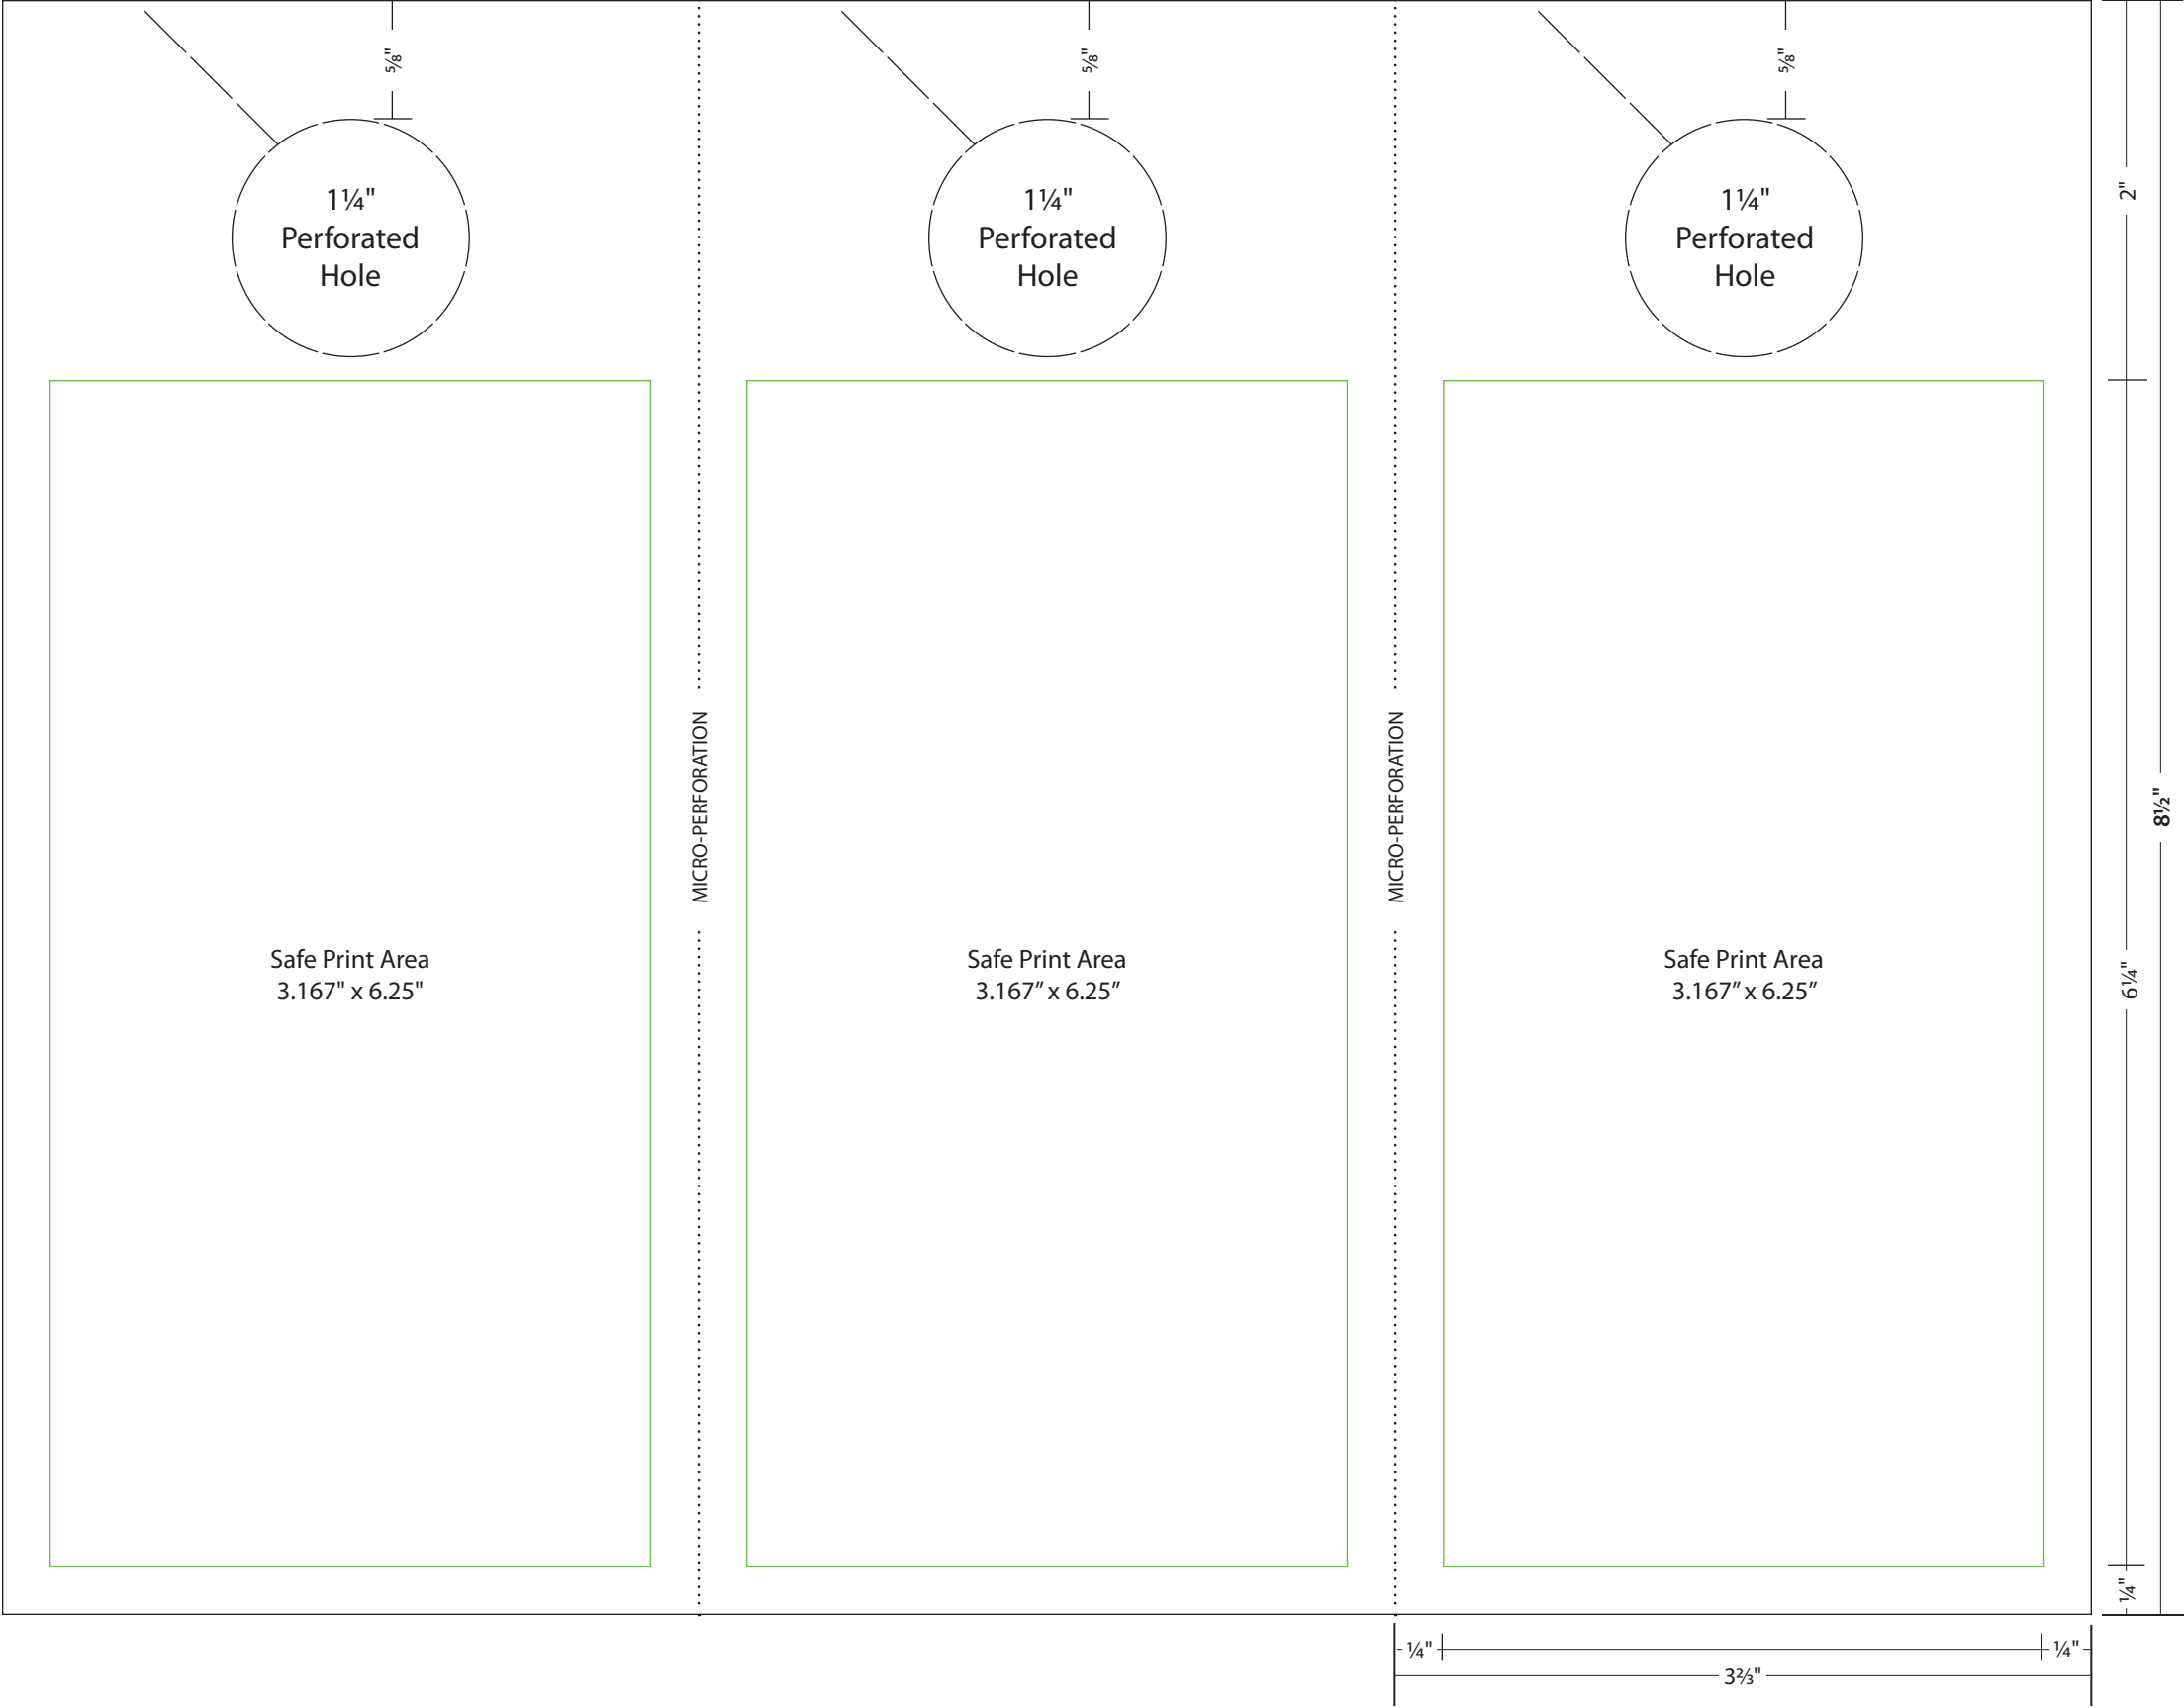 ⅝"
⅝"
⅝"
1¼"
Perforated
Hole
1¼"
Perforated
Hole
1¼"
Perforated
Hole
2"
MICRO-PERFORATION
MICRO-PERFORATION
8½"
Safe Print Area
3.167" x 6.25"
Safe Print Area
3.167” x 6.25”
Safe Print Area
3.167” x 6.25”
6¼"
¼"
¼"
¼"
3⅔"